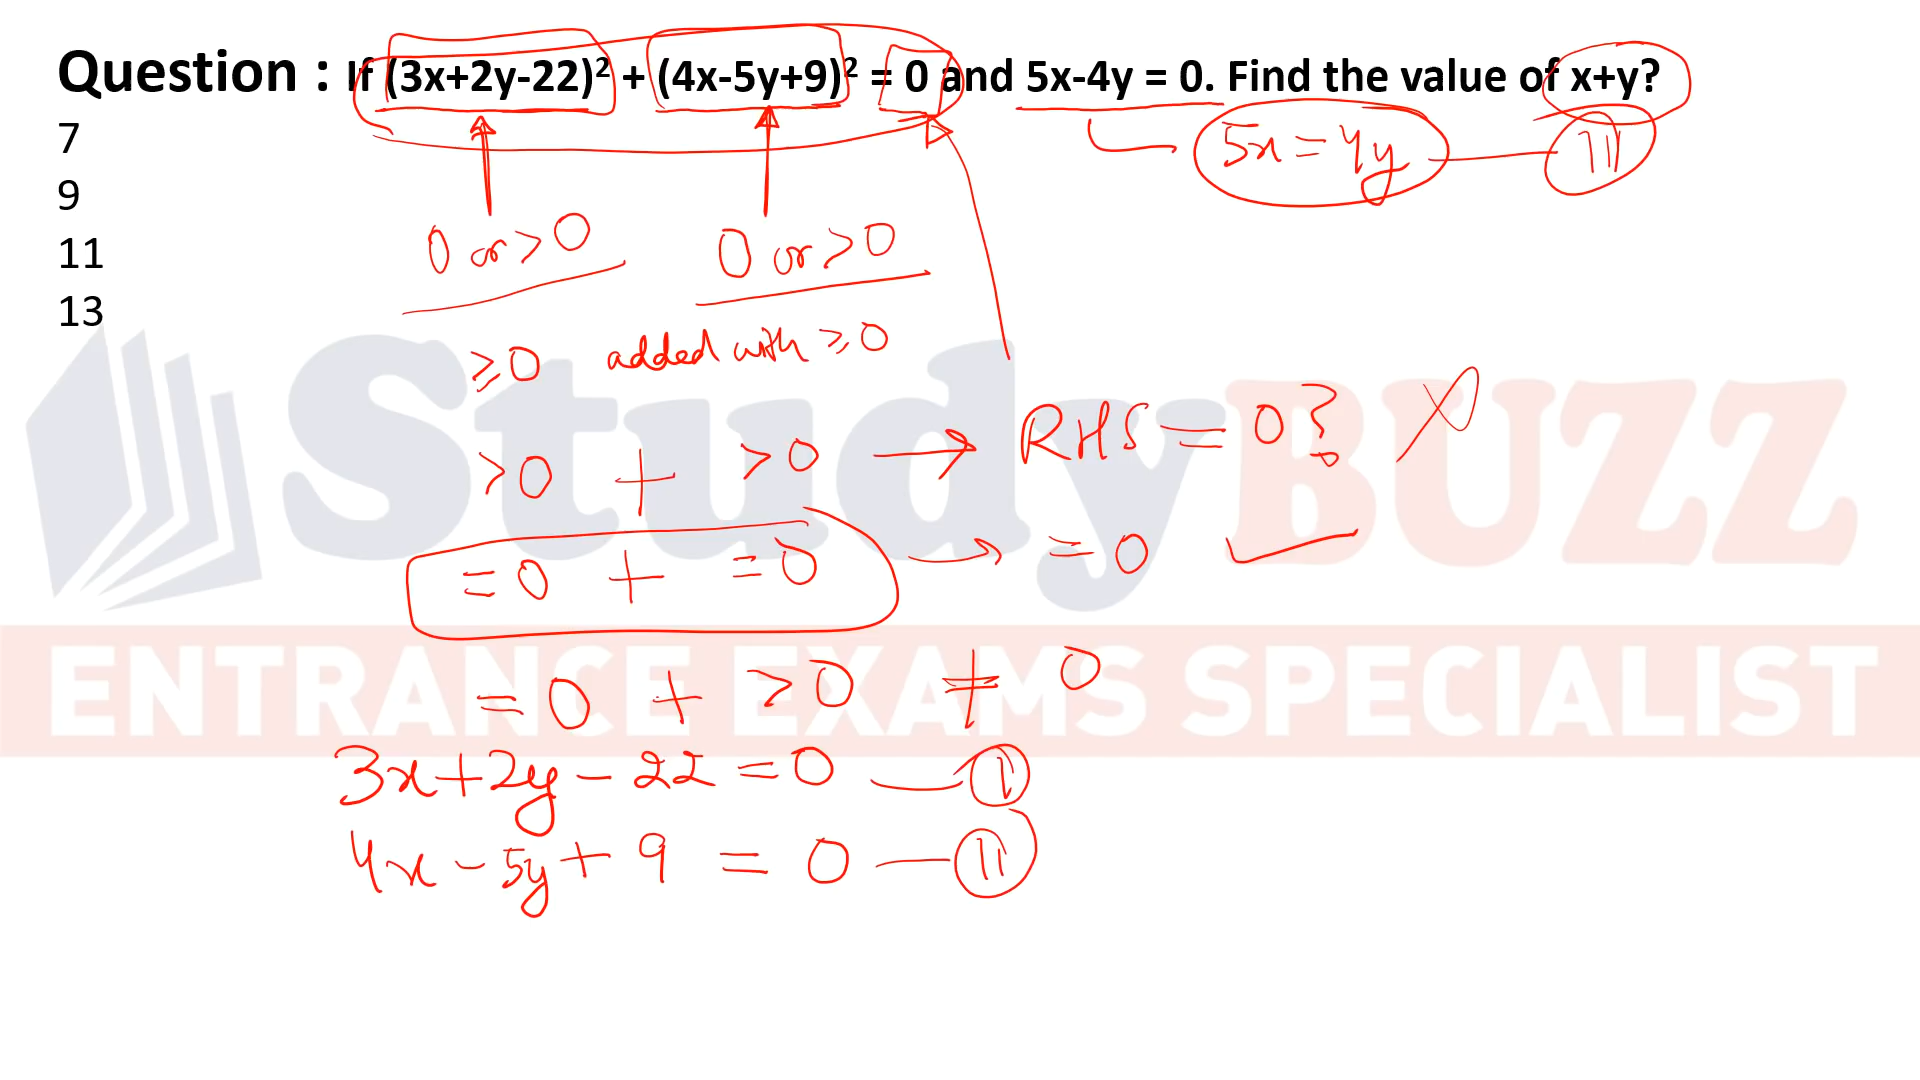 Question : If (3x+2y-22)² + (4x-5y+9)² = 0 and 5x-4y = 0. Find the value of x+y?
7
9
11
13
5x = 4y — III
0 or > 0
0 or > 0
≥ 0 added with ≥ 0
> 0 + > 0 → RHS = 0 ?
= 0 + = 0 → = 0
= 0 + > 0 ≠ 0
3x + 2y − 22 = 0 — I
4x − 5y + 9 = 0 — II
StudyBUZZ
ENTRANCE EXAMS SPECIALIST